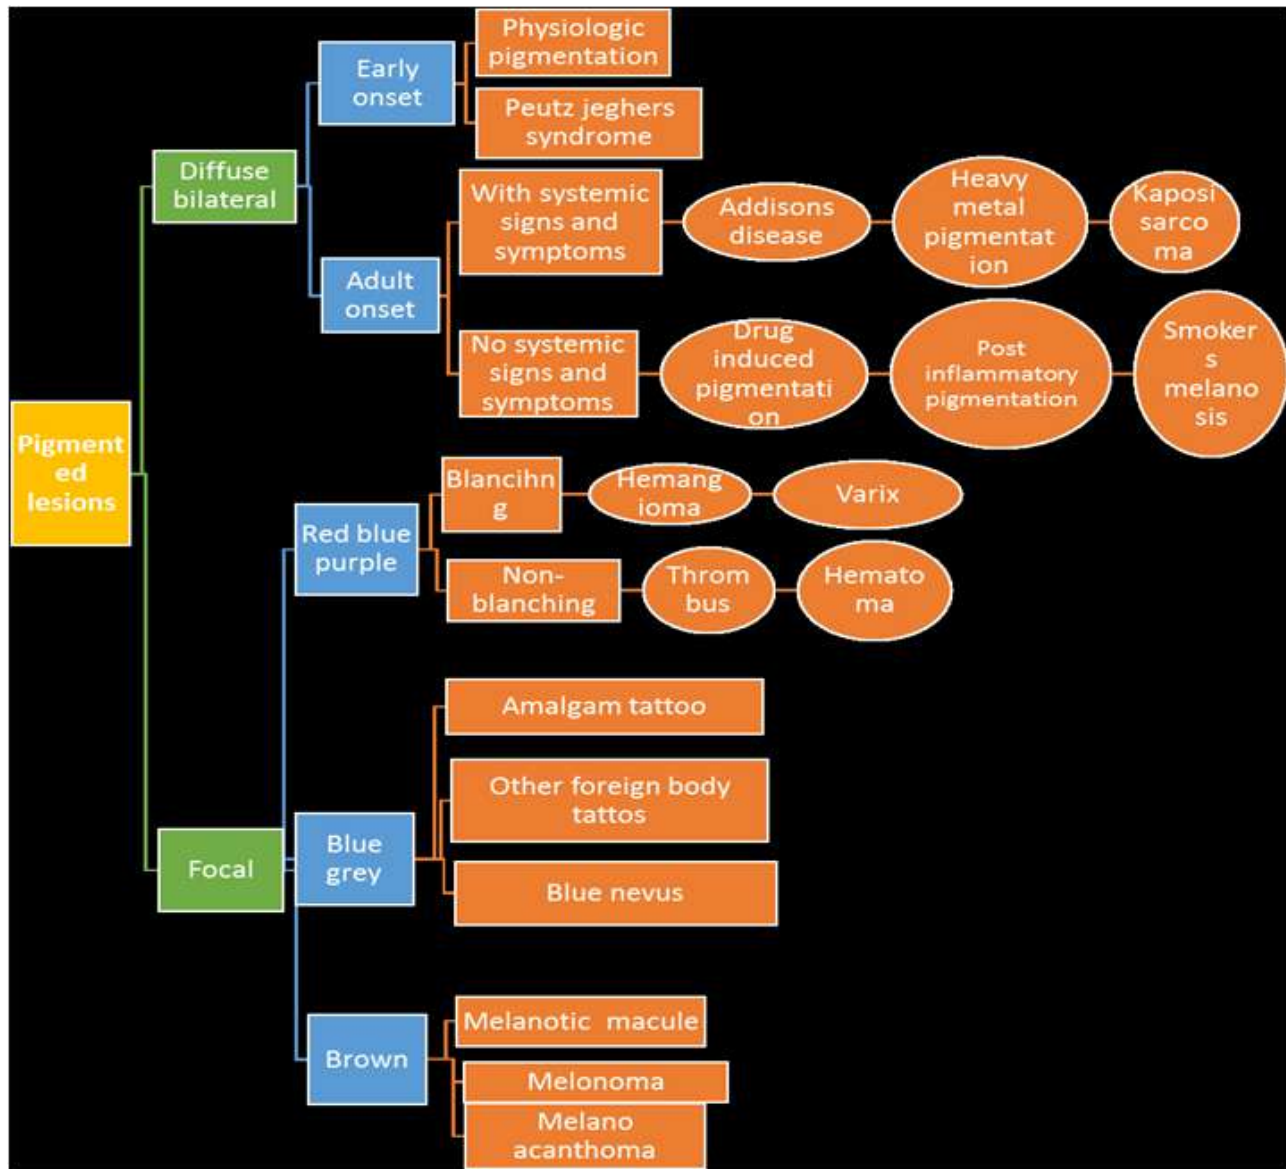 Pigment
ed
lesions
Diffuse
bilateral
Early
onset
Physiologic
pigmentation
Peutz jeghers
syndrome
Adult
onset
With systemic
signs and
symptoms
Addisons
disease
Heavy
metal
pigmentat
ion
Kaposi
sarco
ma
No systemic
signs and
symptoms
Drug
induced
pigmentati
on
Post
inflammatory
pigmentation
Smoker
s
melano
sis
Focal
Red blue
purple
Blancihn
g
Hemang
ioma
Varix
Non-
blanching
Throm
bus
Hemato
ma
Blue
grey
Amalgam tattoo
Other foreign body
tattos
Blue nevus
Brown
Melanotic macule
Melonoma
Melano
acanthoma